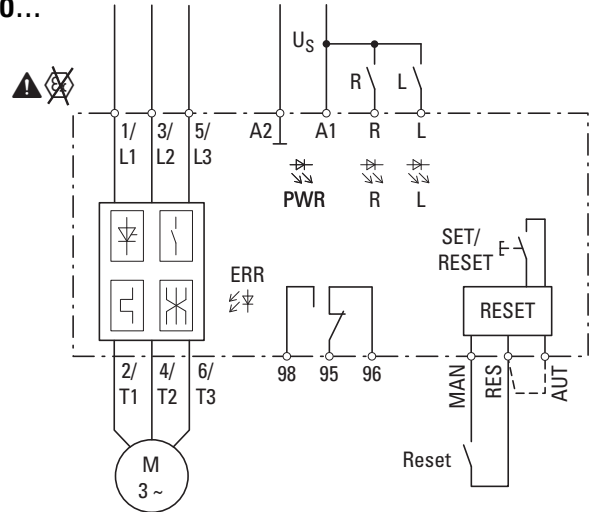 0...
U_S
R L
1/ 3/ 5/ A2 A1 R L
L1 L2 L3
PWR R L
SET/
RESET
ERR
RESET
2/ 4/ 6/ 98 95 96 MAN RES AUT
T1 T2 T3
Reset
M
3 ~